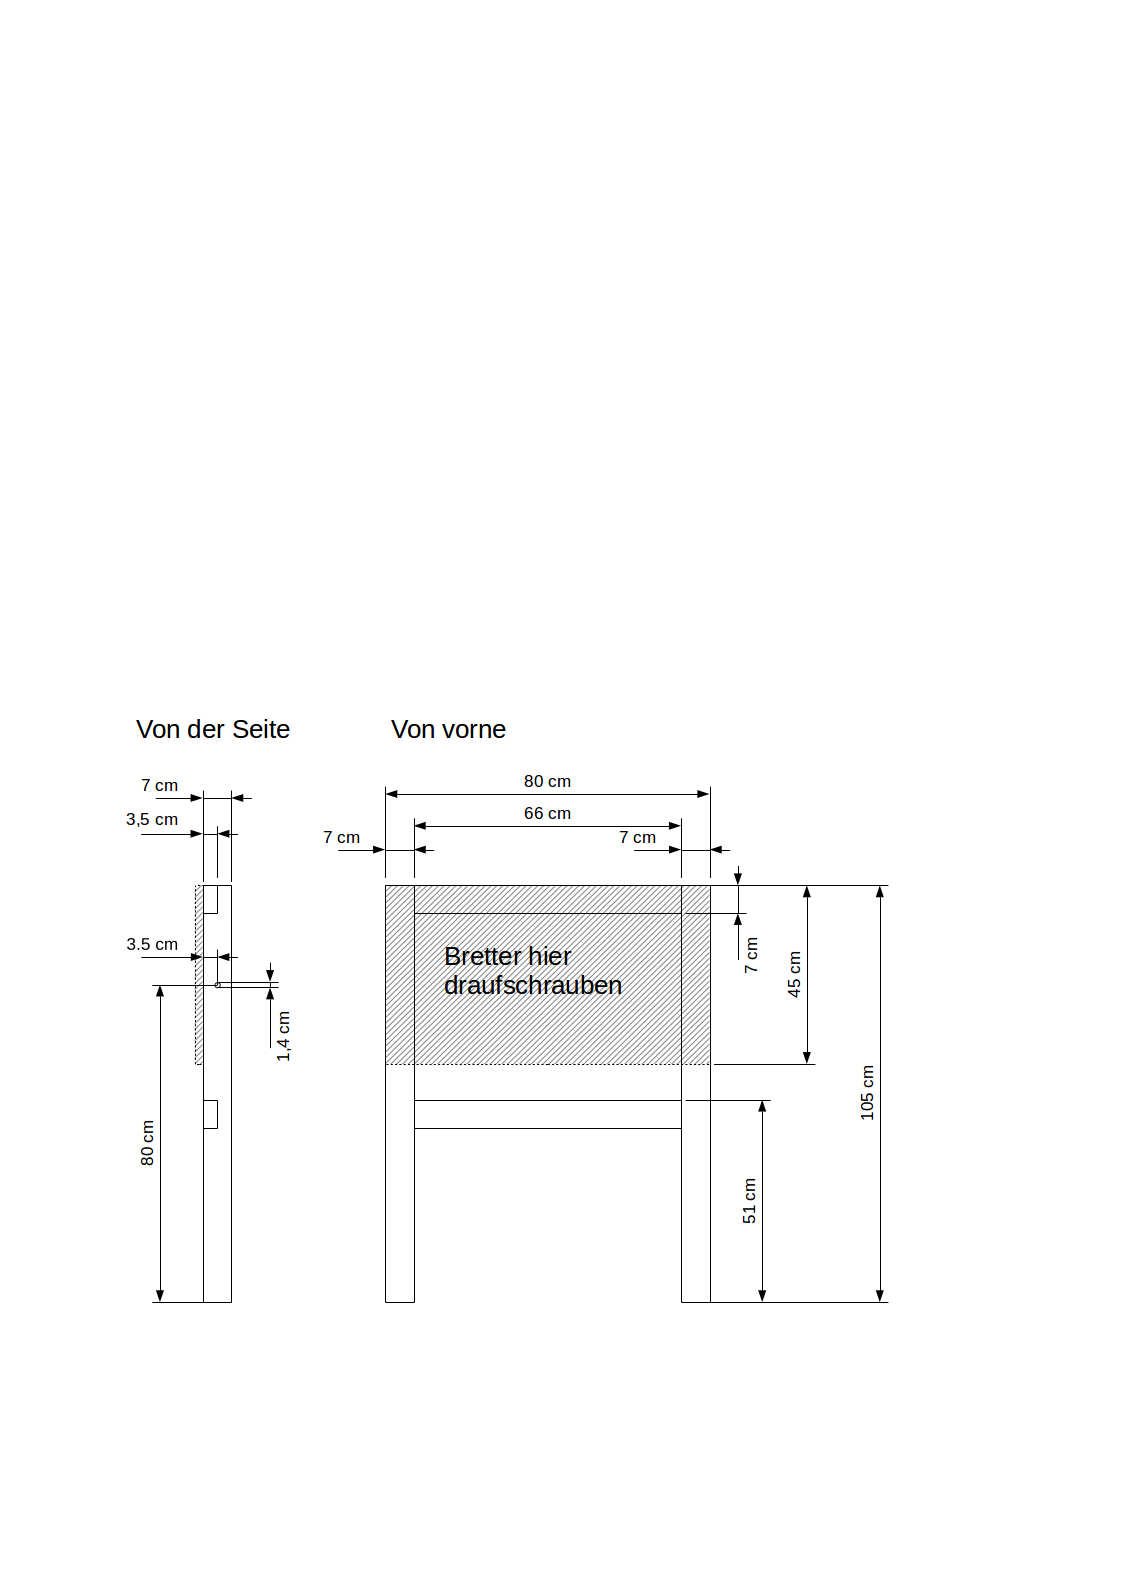 Von der Seite
Von vorne
7 cm
3,5 cm
80 cm
66 cm
7 cm
7 cm
3.5 cm
1,4 cm
80 cm
Bretter hier
draufschrauben
7 cm
45 cm
105 cm
51 cm